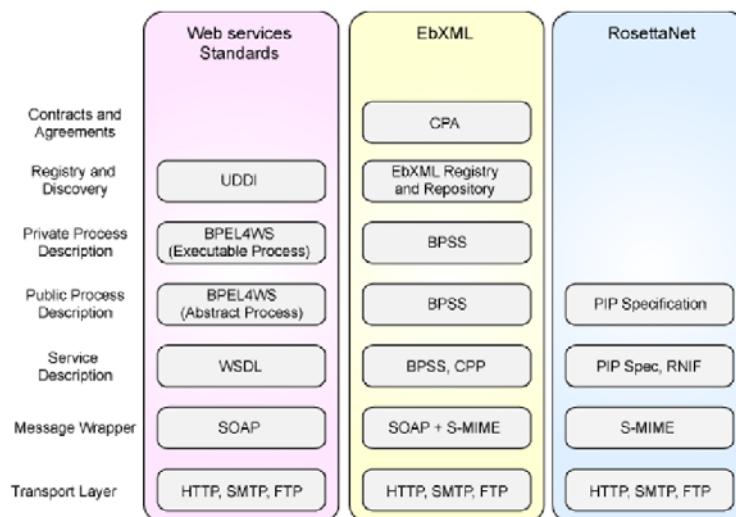 Web services
Standards
EbXML
RosettaNet
Contracts and
Agreements
CPA
Registry and
Discovery
UDDI
EbXML Registry
and Repository
Private Process
Description
BPEL4WS
(Executable Process)
BPSS
Public Process
Description
BPEL4WS
(Abstract Process)
BPSS
PIP Specification
Service
Description
WSDL
BPSS, CPP
PIP Spec, RNIF
Message Wrapper
SOAP
SOAP + S-MIME
S-MIME
Transport Layer
HTTP, SMTP, FTP
HTTP, SMTP, FTP
HTTP, SMTP, FTP